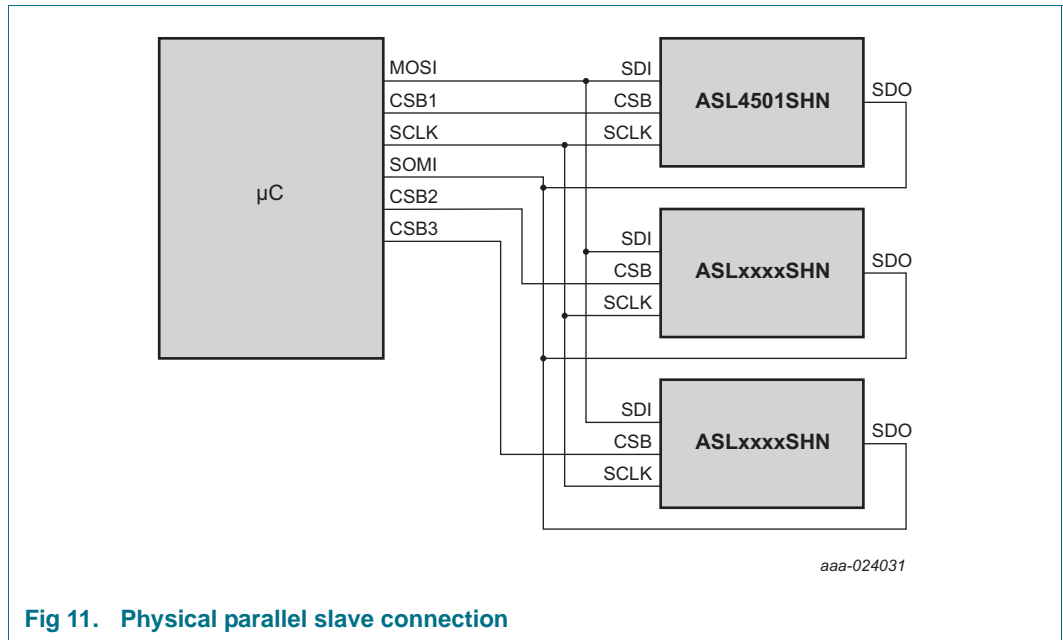 MOSI
CSB1
SCLK
SOMI
CSB2
CSB3
µC
SDI
CSB
SCLK
ASL4501SHN
SDO
SDI
CSB
SCLK
ASLxxxxSHN
SDO
SDI
CSB
SCLK
ASLxxxxSHN
SDO
aaa-024031
Fig 11. Physical parallel slave connection